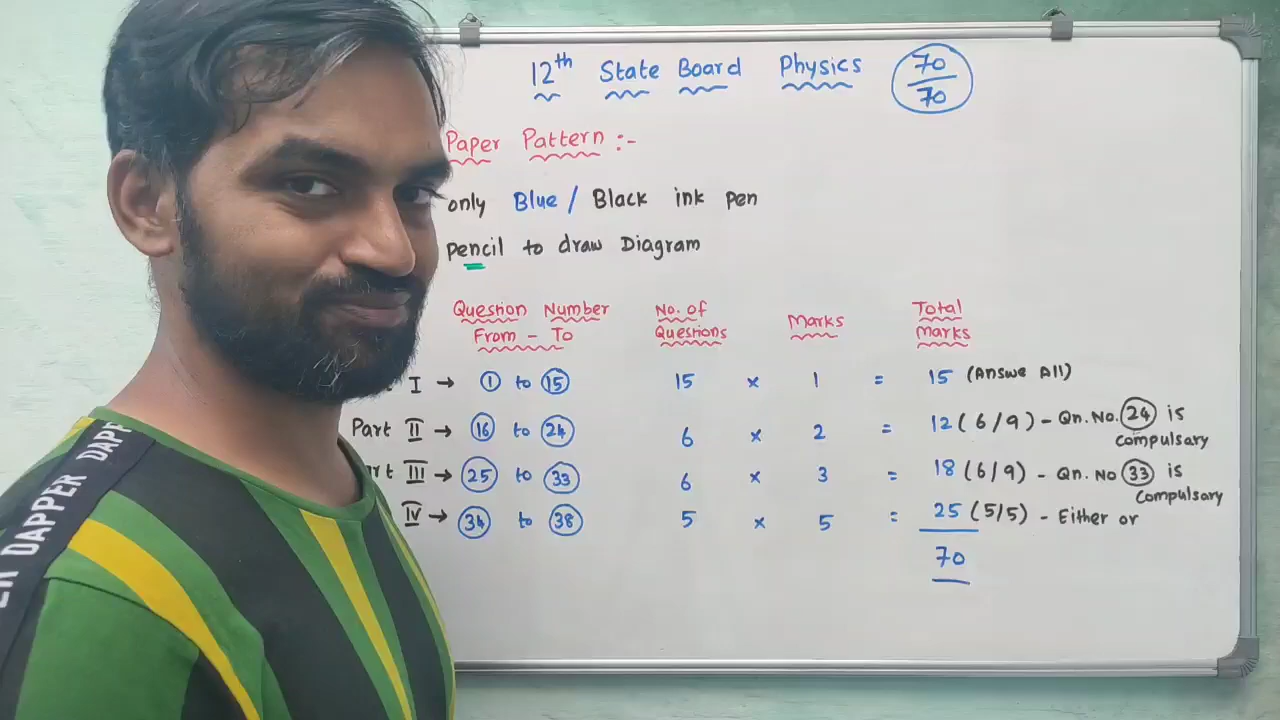 12th State Board Physics 70/70
Paper Pattern :-
only Blue / Black ink pen
pencil to draw Diagram
Question Number From - To No. of Questions Marks Total marks
I → 1 to 15 15 × 1 = 15 (Answe All)
Part II → 16 to 24 6 × 2 = 12 (6/9) - Qn. No. 24 is compulsary
III → 25 to 33 6 × 3 = 18 (6/9) - Qn. No 33 is compulsary
IV → 34 to 38 5 × 5 = 25 (5/5) - Either or
70
DAPPER DAPP